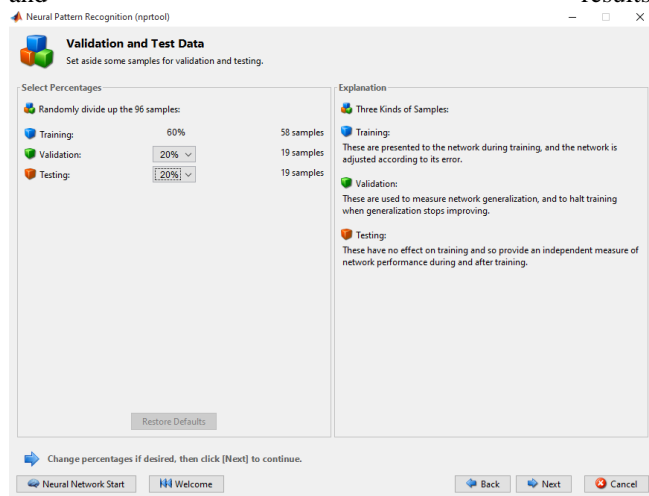 and results
Neural Pattern Recognition (nprtool)
Validation and Test Data
Set aside some samples for validation and testing.
Select Percentages
Randomly divide up the 96 samples:
Training: 60% 58 samples
Validation: 20% 19 samples
Testing: 20% 19 samples
Restore Defaults
Explanation
Three Kinds of Samples:
Training:
These are presented to the network during training, and the network is
adjusted according to its error.
Validation:
These are used to measure network generalization, and to halt training
when generalization stops improving.
Testing:
These have no effect on training and so provide an independent measure of
network performance during and after training.
Change percentages if desired, then click [Next] to continue.
Neural Network Start Welcome Back Next Cancel